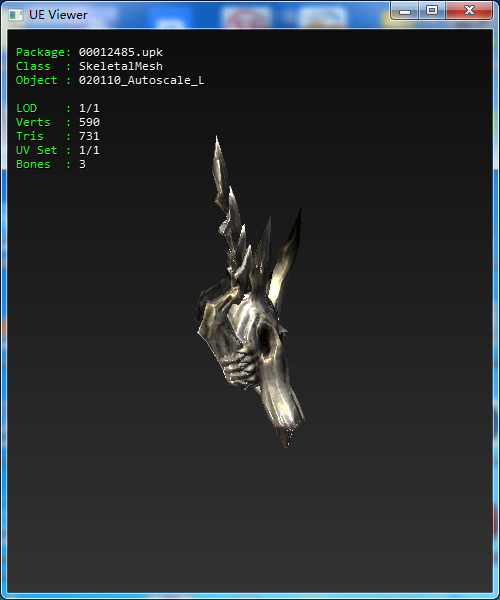 UE Viewer
Package: 00012485.upk
Class : SkeletalMesh
Object : 020110_Autoscale_L
LOD : 1/1
Verts : 590
Tris : 731
UV Set : 1/1
Bones : 3